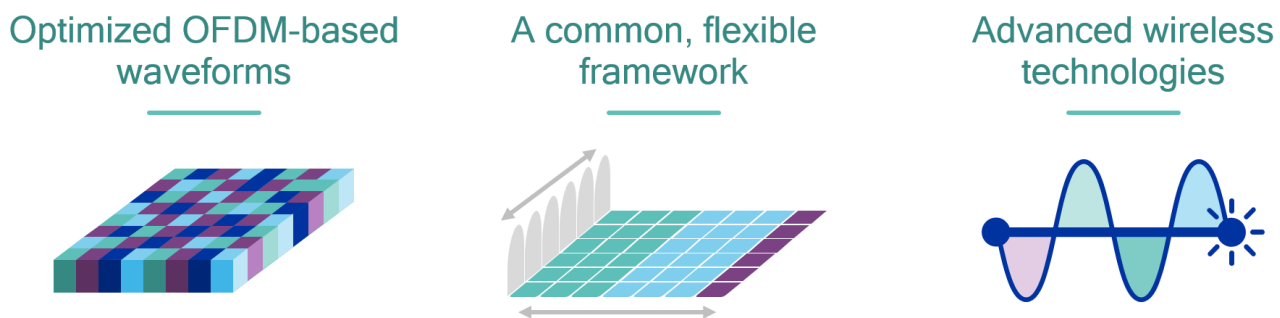 Optimized OFDM-based
waveforms
A common, flexible
framework
Advanced wireless
technologies